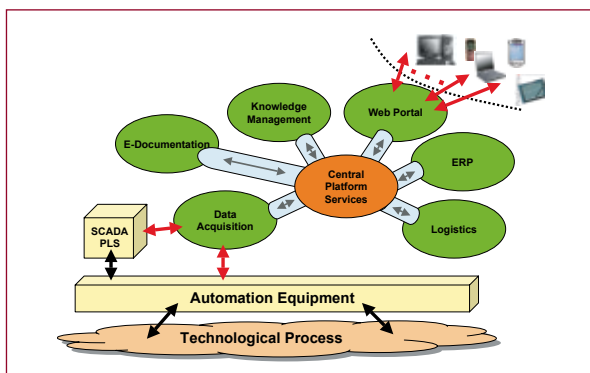 Knowledge
Management
Web Portal
E-Documentation
ERP
Central
Platform
Services
Data
Acquisition
Logistics
SCADA
PLS
Automation Equipment
Technological Process